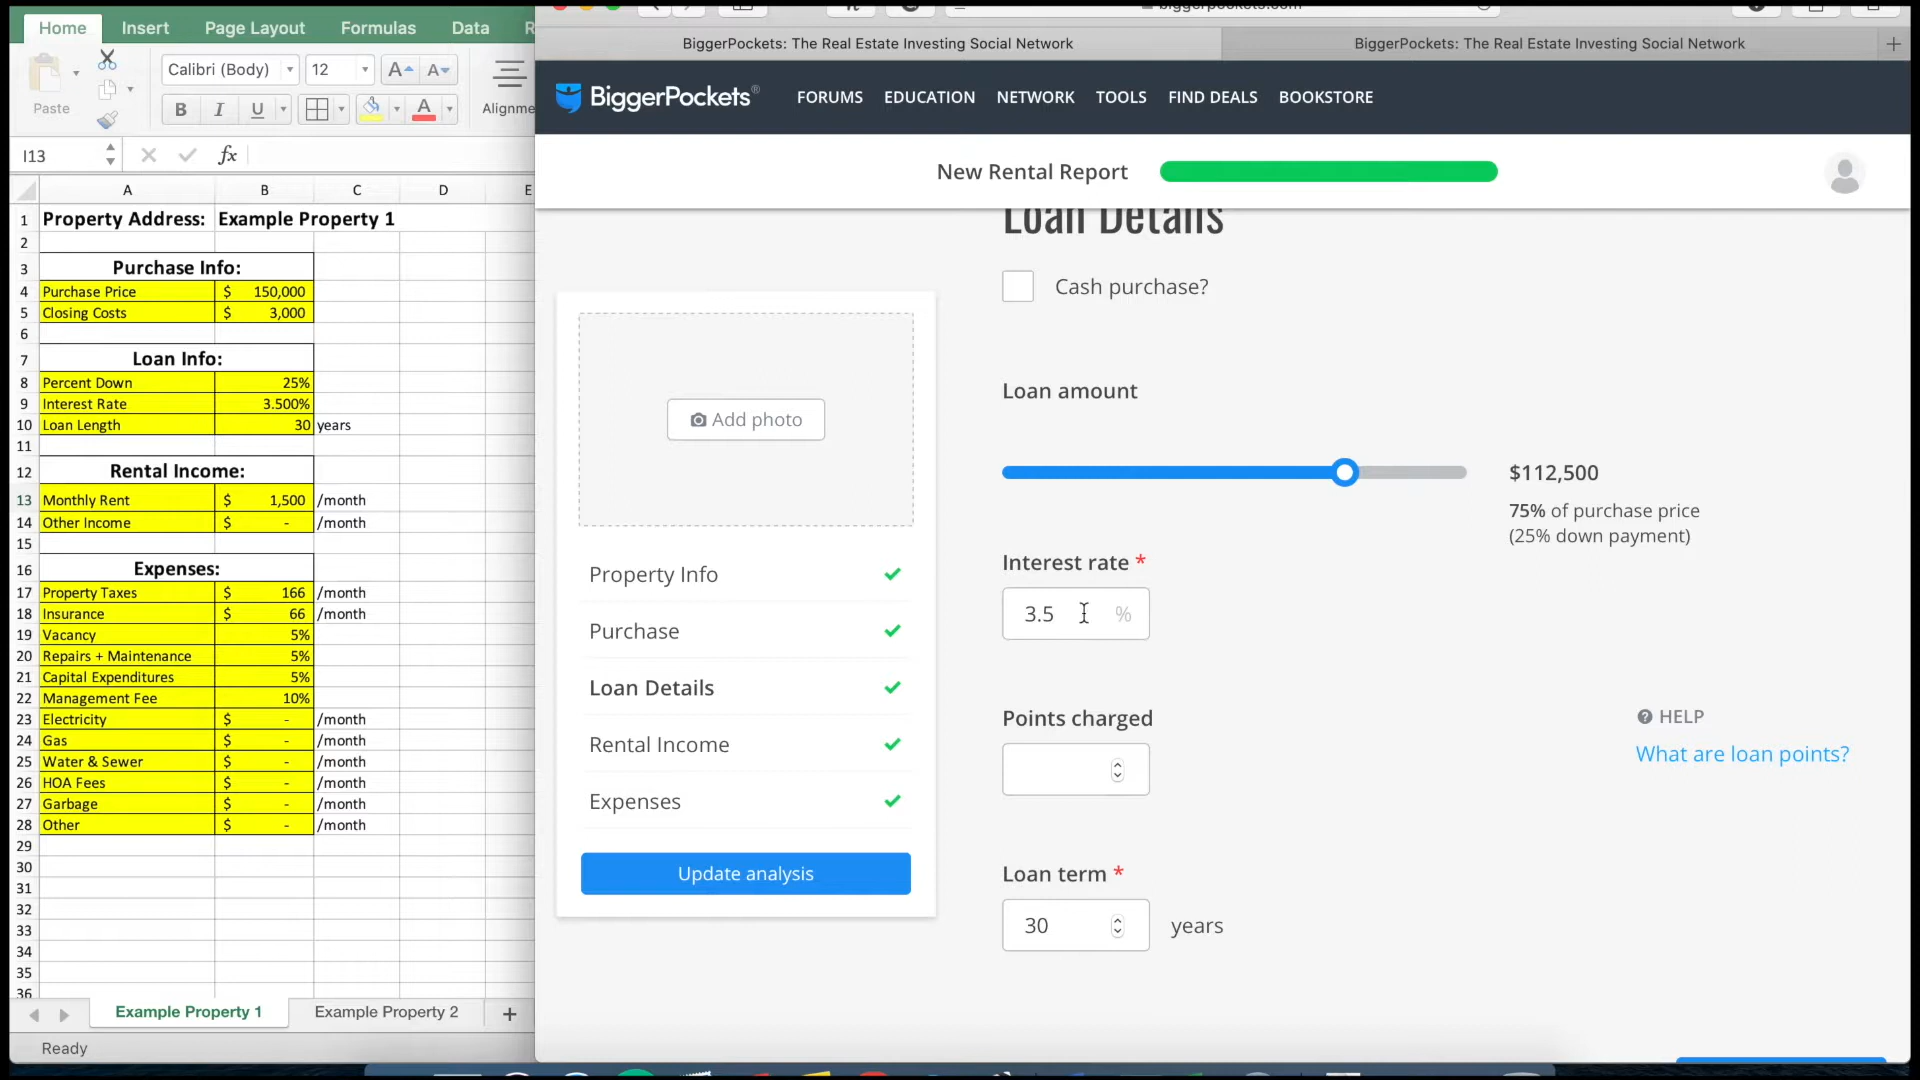 Home Insert Page Layout Formulas Data R
Paste
Calibri (Body) 12 A A
B I U A
Alignme
I13 fx
A B C D E
1 Property Address: Example Property 1
2
3 Purchase Info:
4 Purchase Price $ 150,000
5 Closing Costs $ 3,000
6
7 Loan Info:
8 Percent Down 25%
9 Interest Rate 3.500%
10 Loan Length 30 years
11
12 Rental Income:
13 Monthly Rent $ 1,500 /month
14 Other Income $ - /month
15
16 Expenses:
17 Property Taxes $ 166 /month
18 Insurance $ 66 /month
19 Vacancy 5%
20 Repairs + Maintenance 5%
21 Capital Expenditures 5%
22 Management Fee 10%
23 Electricity $ - /month
24 Gas $ - /month
25 Water & Sewer $ - /month
26 HOA Fees $ - /month
27 Garbage $ - /month
28 Other $ - /month
29
30
31
32
33
34
35
36
Example Property 1 Example Property 2 +
Ready
biggerpockets.com
BiggerPockets: The Real Estate Investing Social Network
BiggerPockets: The Real Estate Investing Social Network
BiggerPockets® FORUMS EDUCATION NETWORK TOOLS FIND DEALS BOOKSTORE
New Rental Report
Add photo
Property Info
Purchase
Loan Details
Rental Income
Expenses
Update analysis
Loan Details
Cash purchase?
Loan amount
$112,500
75% of purchase price
(25% down payment)
Interest rate *
3.5 %
Points charged
HELP
What are loan points?
Loan term *
30 years